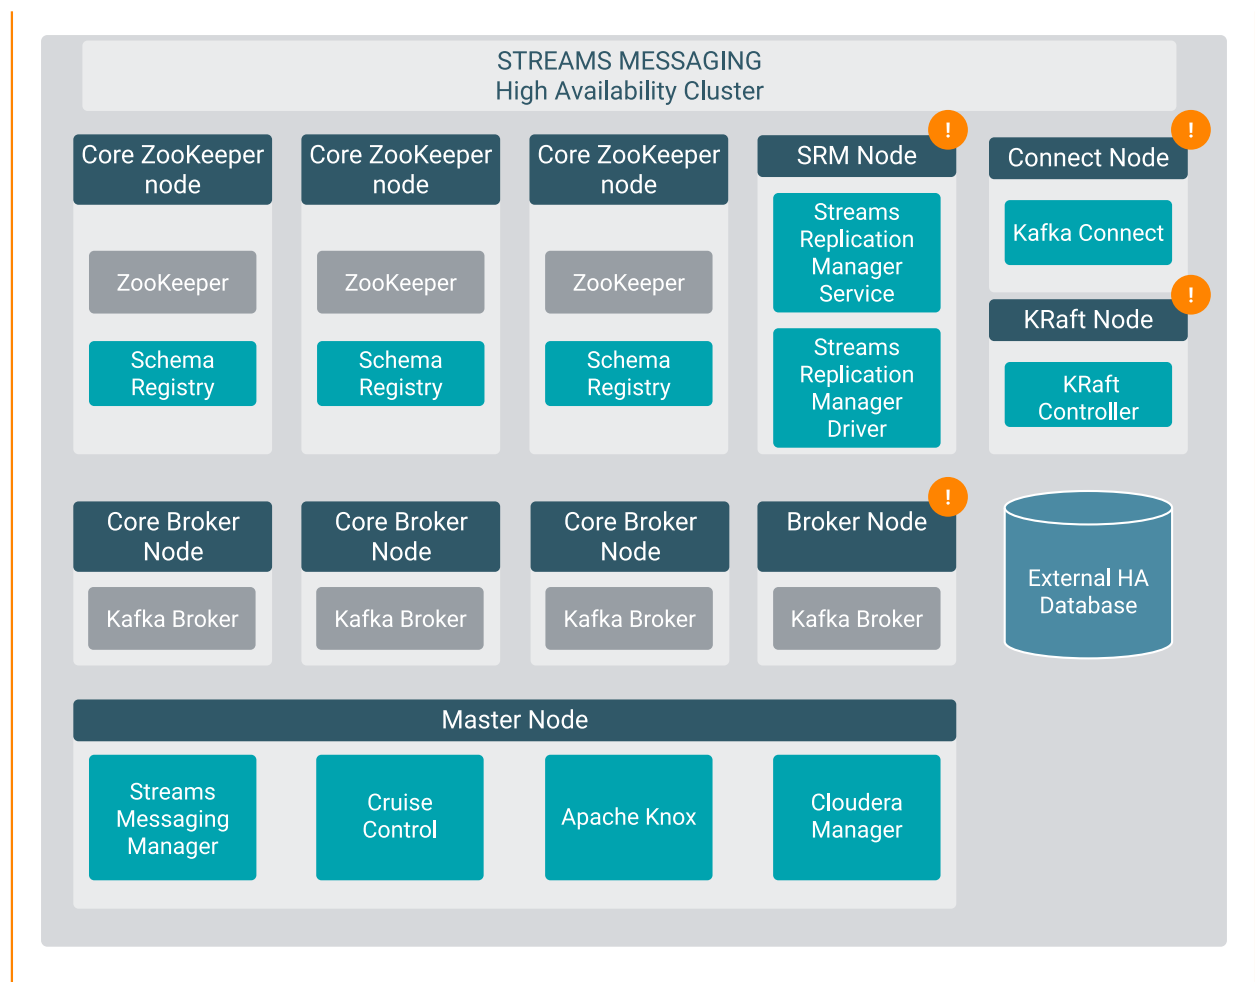 STREAMS MESSAGING
High Availability Cluster
Core ZooKeeper
node
ZooKeeper
Schema
Registry
Core ZooKeeper
node
ZooKeeper
Schema
Registry
Core ZooKeeper
node
ZooKeeper
Schema
Registry
!
SRM Node
Streams
Replication
Manager
Service
Streams
Replication
Manager
Driver
!
Connect Node
Kafka Connect
!
KRaft Node
KRaft
Controller
Core Broker
Node
Kafka Broker
Core Broker
Node
Kafka Broker
Core Broker
Node
Kafka Broker
!
Broker Node
Kafka Broker
External HA
Database
Master Node
Streams
Messaging
Manager
Cruise
Control
Apache Knox
Cloudera
Manager